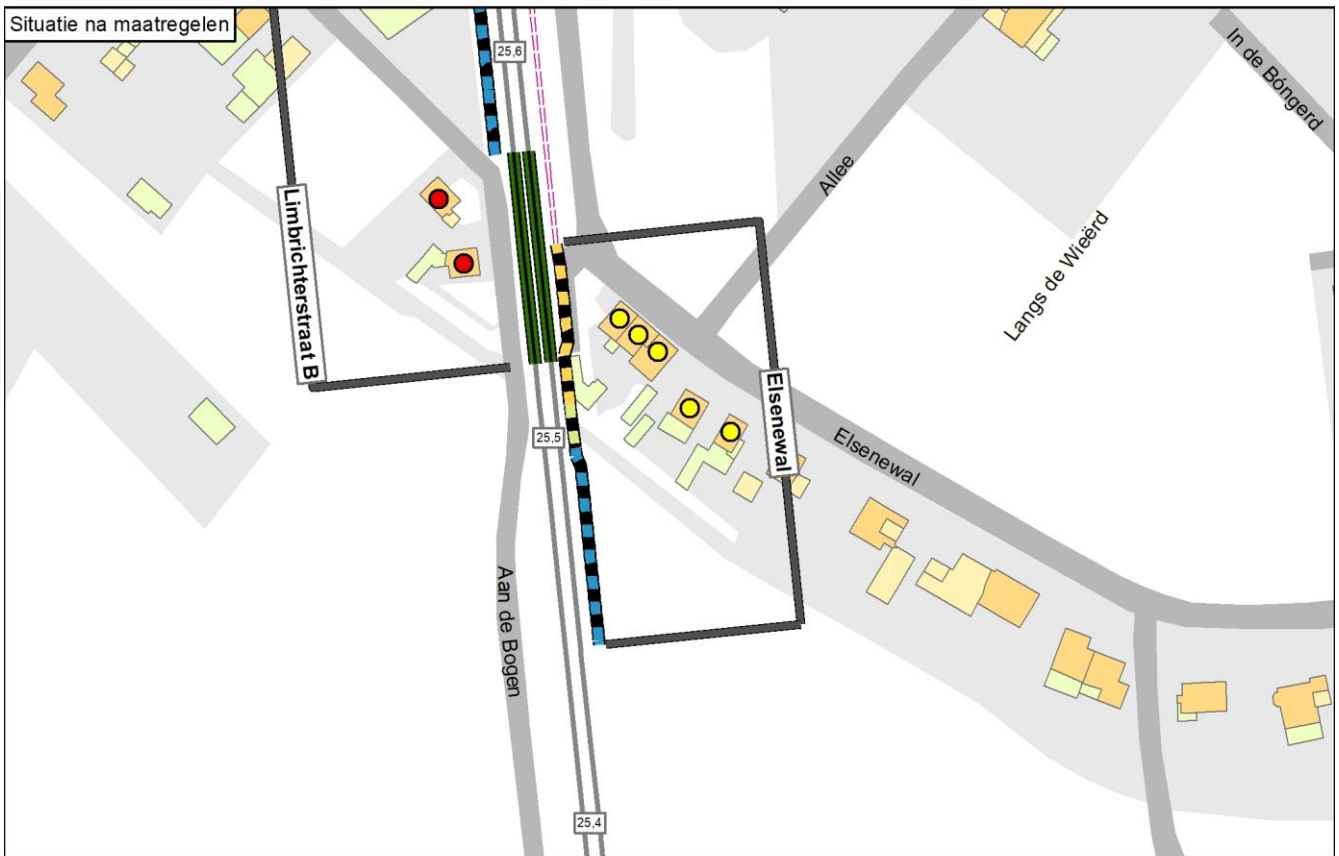 Situatie na maatregelen
25,6
In de Bóngerd
Allee
Limbrichterstraat B
Langs de Wieërd
Elsenewal
25,5
Elsenewal
Aan de Bogen
25,4